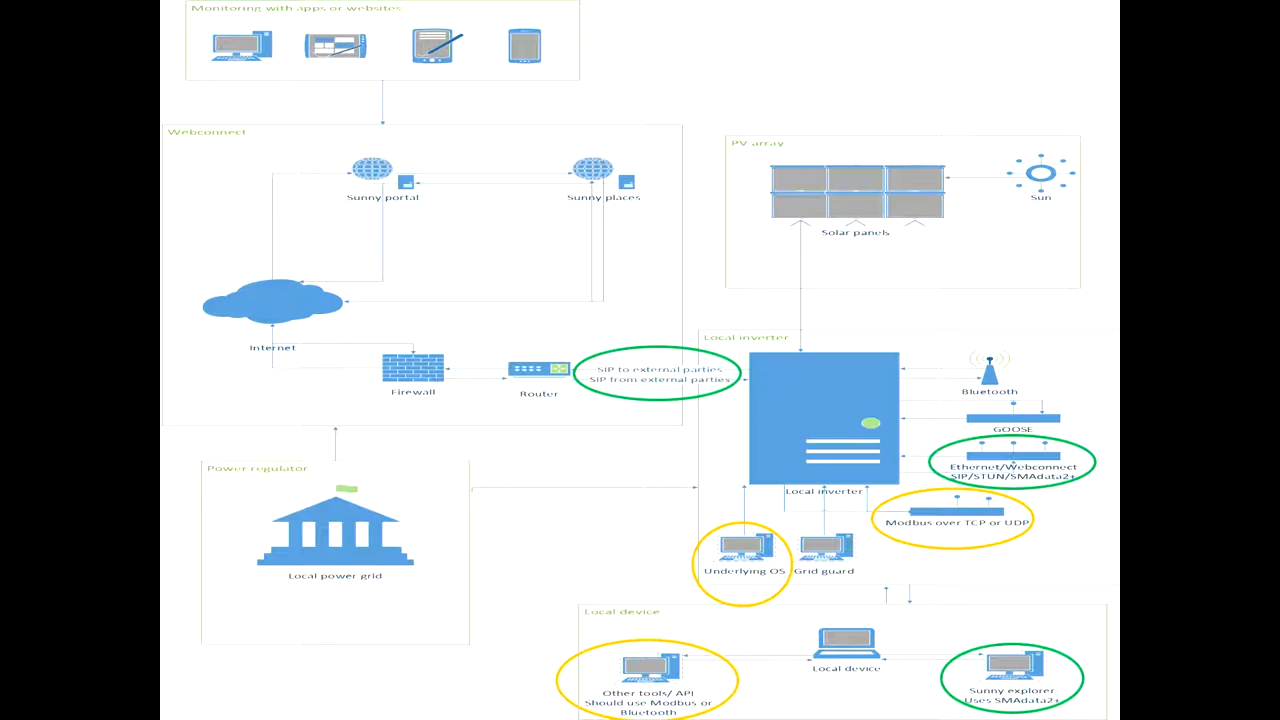 Monitoring with apps or websites
Webconnect
Sunny portal
Sunny places
PV array
Sun
Solar panels
Internet
Firewall
Router
SIP to external parties
SIP from external parties
Local inverter
Bluetooth
GOOSE
Ethernet/Webconnect
SIP/STUN/SMAdata2+
Local inverter
Modbus over TCP or UDP
Underlying OS
Grid guard
Power regulator
Local power grid
Local device
Local device
Other tools/ API
Should use Modbus or
Bluetooth
Sunny explorer
Uses SMAdata2+